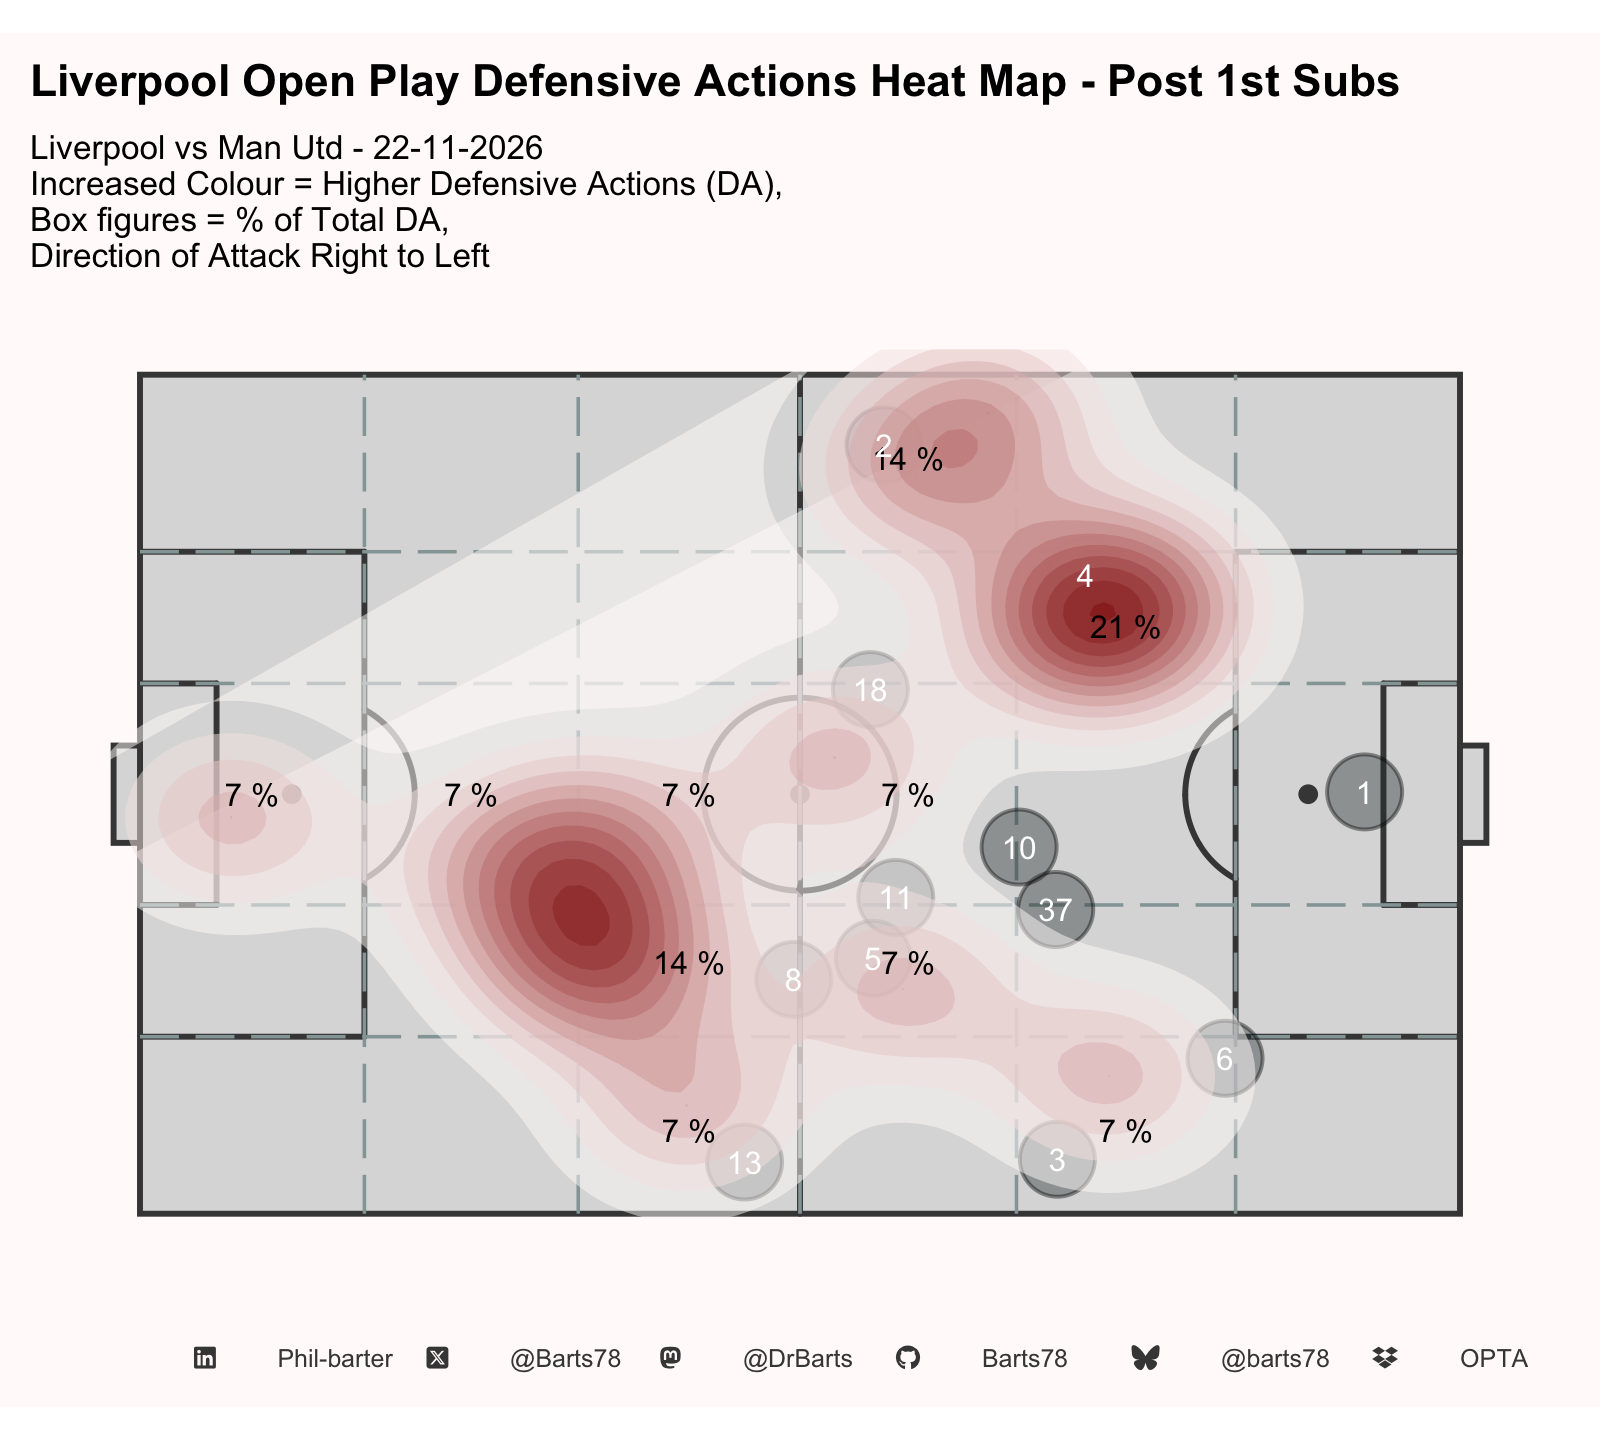 Liverpool Open Play Defensive Actions Heat Map - Post 1st Subs
Liverpool vs Man Utd - 22-11-2026
Increased Colour = Higher Defensive Actions (DA),
Box figures = % of Total DA,
Direction of Attack Right to Left
2
14 %
4
21 %
18
7 %
7 %
7 %
7 %
1
10
11
37
14 %
5
7 %
8
6
7 %
7 %
13
3
Phil-barter
@Barts78
@DrBarts
Barts78
@barts78
OPTA